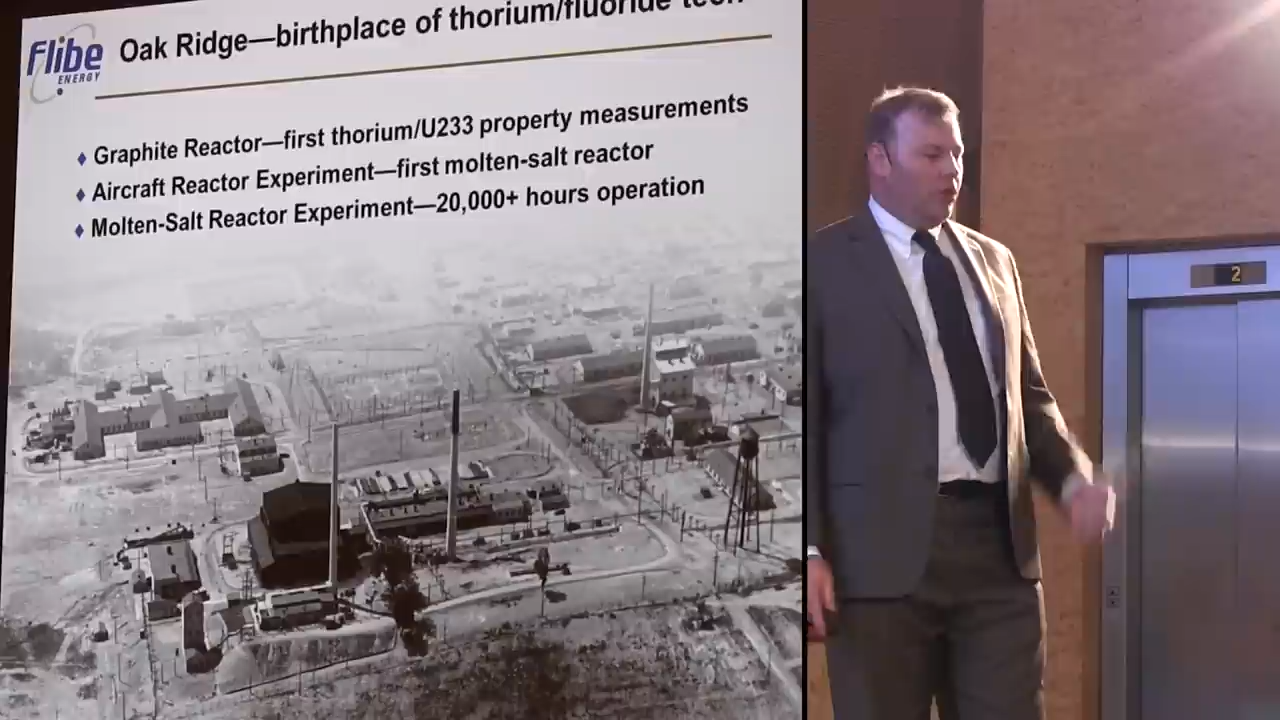 Flibe
ENERGY
Oak Ridge—birthplace of thorium/fluoride tech
♦ Graphite Reactor—first thorium/U233 property measurements
♦ Aircraft Reactor Experiment—first molten-salt reactor
♦ Molten-Salt Reactor Experiment—20,000+ hours operation
2